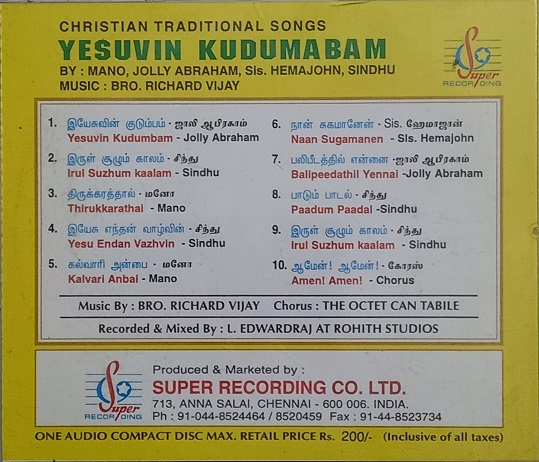 CHRISTIAN TRADITIONAL SONGS
YESUVIN KUDUMABAM
BY : MANO, JOLLY ABRAHAM, Sis. HEMAJOHN, SINDHU
MUSIC : BRO. RICHARD VIJAY
Super
RECORDING
1. இயேசுவின் குடும்பம் - ஜாலி ஆபிரகாம்
Yesuvin Kudumbam - Jolly Abraham
2. இருள் சூழும் காலம் - சிந்து
Irul Suzhum kaalam - Sindhu
3. திருக்கரத்தால் - மனோ
Thirukkarathal - Mano
4. இயேசு எந்தன் வாழ்வின் - சிந்து
Yesu Endan Vazhvin - Sindhu
5. கல்வாரி அன்பை - மனோ
Kalvari Anbai - Mano
6. நான் சுகமானேன் - Sis. ஹேமாஜான்
Naan Sugamanen - SIs. Hemajohn
7. பலிபீடத்தில் என்னை -ஜாலி ஆபிரகாம்
Balipeedathil Yennai -Jolly Abraham
8. பாடும் பாடல் - சிந்து
Paadum Paadal -Sindhu
9. இருள் சூழும் காலம் - சிந்து
Irul Suzhum kaalam - Sindhu
10. ஆமேன்! ஆமேன்! - கோரஸ்
Amen! Amen! - Chorus
Music By : BRO. RICHARD VIJAY Chorus : THE OCTET CAN TABILE
Recorded & Mixed By : L. EDWARDRAJ AT ROHITH STUDIOS
Super
RECORDING
Produced & Marketed by :
SUPER RECORDING CO. LTD.
713, ANNA SALAI, CHENNAI - 600 006. INDIA.
Ph : 91-044-8524464 / 8520459 Fax : 91-44-8523734
ONE AUDIO COMPACT DISC MAX. RETAIL PRICE Rs. 200/- (Inclusive of all taxes)